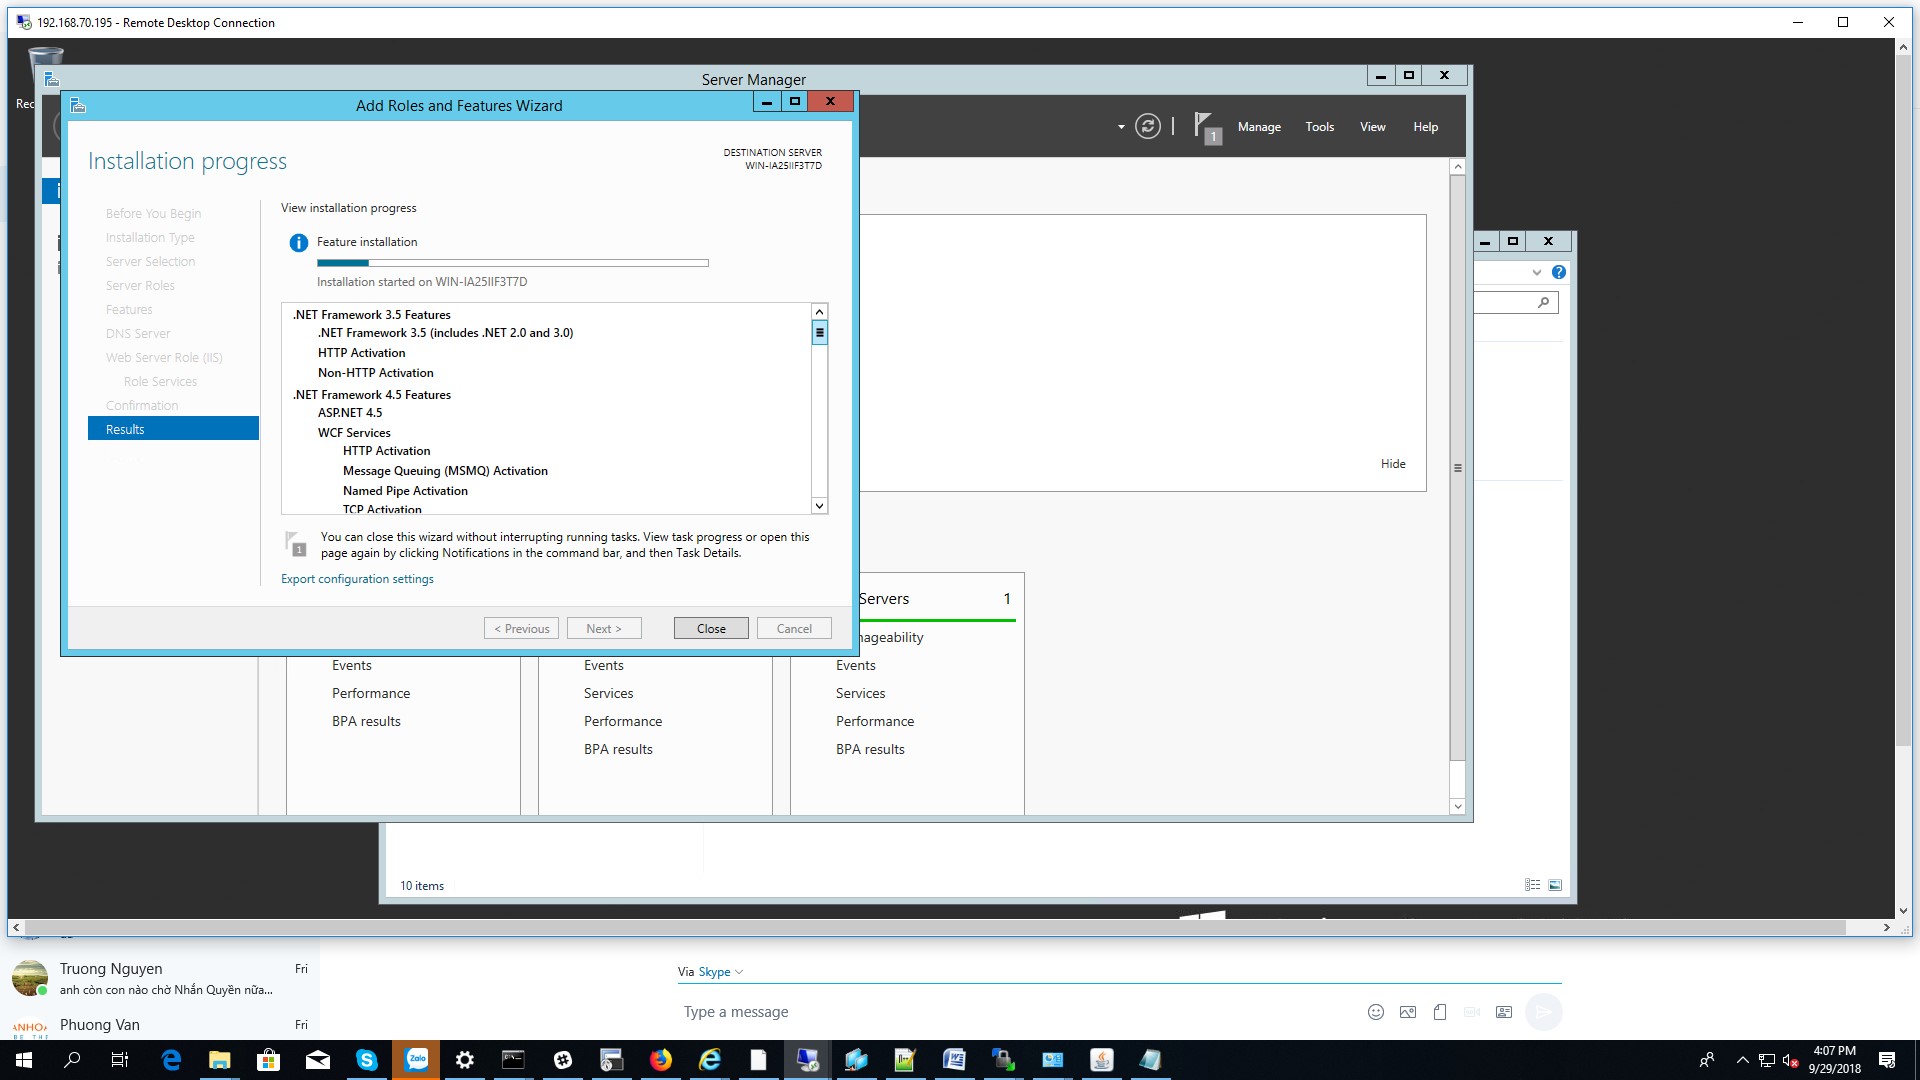 192.168.70.195 - Remote Desktop Connection
Rec
Server Manager
Add Roles and Features Wizard
1
Manage
Tools
View
Help
Installation progress
DESTINATION SERVER
WIN-IA25IIF3T7D
Before You Begin
Installation Type
Server Selection
Server Roles
Features
DNS Server
Web Server Role (IIS)
Role Services
Confirmation
Results
View installation progress
Feature installation
Installation started on WIN-IA25IIF3T7D
.NET Framework 3.5 Features
.NET Framework 3.5 (includes .NET 2.0 and 3.0)
HTTP Activation
Non-HTTP Activation
.NET Framework 4.5 Features
ASP.NET 4.5
WCF Services
HTTP Activation
Message Queuing (MSMQ) Activation
Named Pipe Activation
TCP Activation
1
You can close this wizard without interrupting running tasks. View task progress or open this
page again by clicking Notifications in the command bar, and then Task Details.
Export configuration settings
< Previous
Next >
Close
Cancel
Hide
Servers
1
nageability
Events
Services
Performance
BPA results
Events
Services
Performance
BPA results
Events
Performance
BPA results
10 items
Truong Nguyen
Fri
anh còn con nào chờ Nhắn Quyền nữa...
Phuong Van
Fri
Via Skype
Type a message
Zalo
4:07 PM
9/29/2018